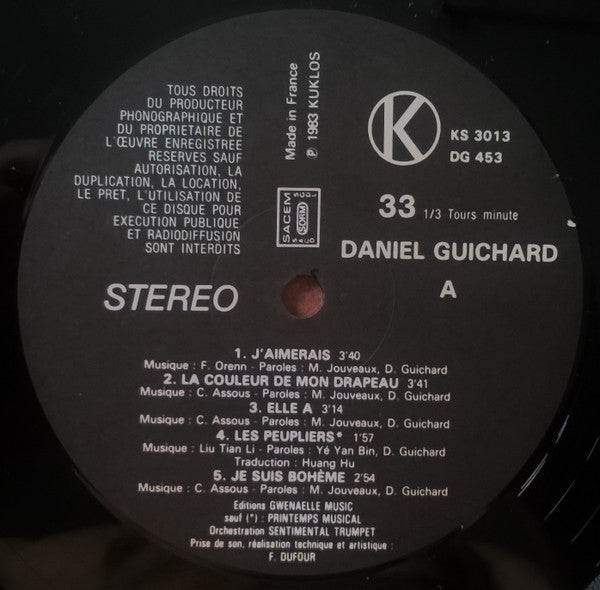 TOUS DROITS
DU PRODUCTEUR
PHONOGRAPHIQUE ET
DU PROPRIETAIRE DE
L'ŒUVRE ENREGISTREE
RESERVES SAUF
AUTORISATION, LA
DUPLICATION, LA LOCATION,
LE PRET, L'UTILISATION DE
CE DISQUE POUR
EXECUTION PUBLIQUE
ET RADIODIFFUSION
SONT INTERDITS
Made in France
℗ 1983 KUKLOS
SACEM
SDRM
K
KS 3013
DG 453
33 1/3 Tours minute
DANIEL GUICHARD
STEREO
A
1. J'AIMERAIS 3'40
Musique : F. Orenn - Paroles : M. Jouveaux, D. Guichard
2. LA COULEUR DE MON DRAPEAU 3'41
Musique : C. Assous - Paroles : M. Jouveaux, D. Guichard
3. ELLE A 3'14
Musique : C. Assous - Paroles : M. Jouveaux, D. Guichard
4. LES PEUPLIERS* 1'57
Musique : Liu Tian Li - Paroles : Yé Yan Bin, D. Guichard
Traduction : Huang Hu
5. JE SUIS BOHÈME 2'54
Musique : C. Assous - Paroles : M. Jouveaux, D. Guichard
Editions GWENAELLE MUSIC
sauf (*) : PRINTEMPS MUSICAL
Orchestration SENTIMENTAL TRUMPET
Prise de son, réalisation technique et artistique :
F. DUFOUR